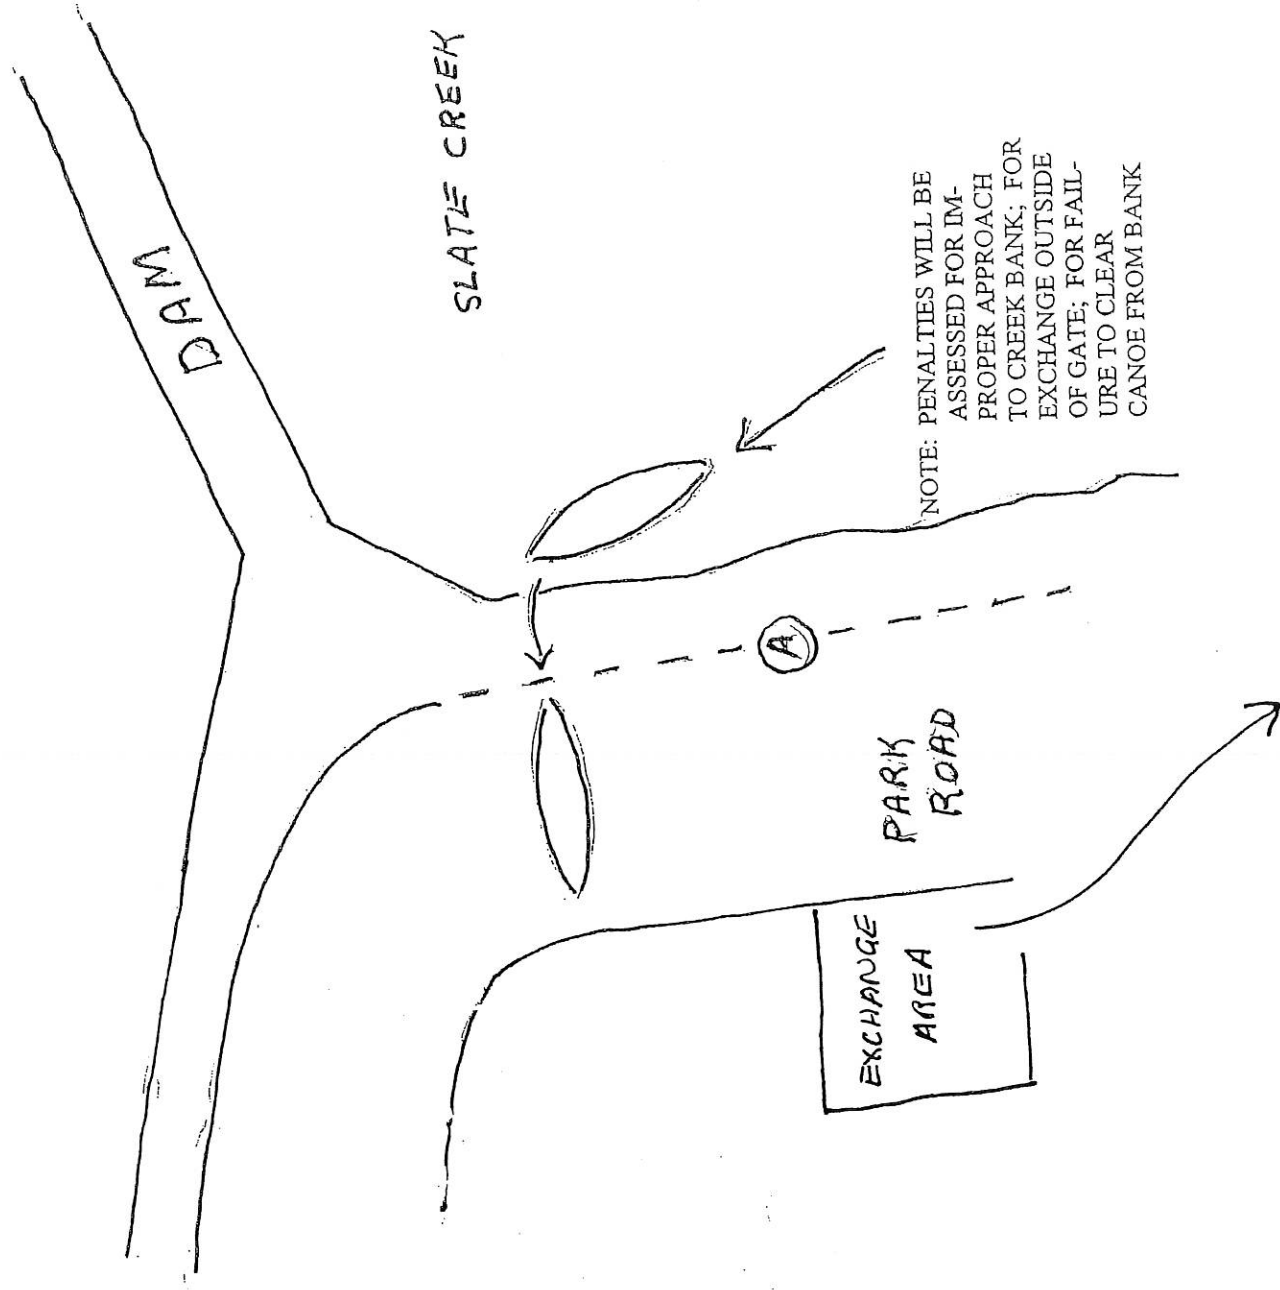 DAM
SLATE CREEK
NOTE: PENALTIES WILL BE
ASSESSED FOR IM-
PROPER APPROACH
TO CREEK BANK; FOR
EXCHANGE OUTSIDE
OF GATE; FOR FAIL-
URE TO CLEAR
CANOE FROM BANK
A
PARK
ROAD
EXCHANGE
AREA